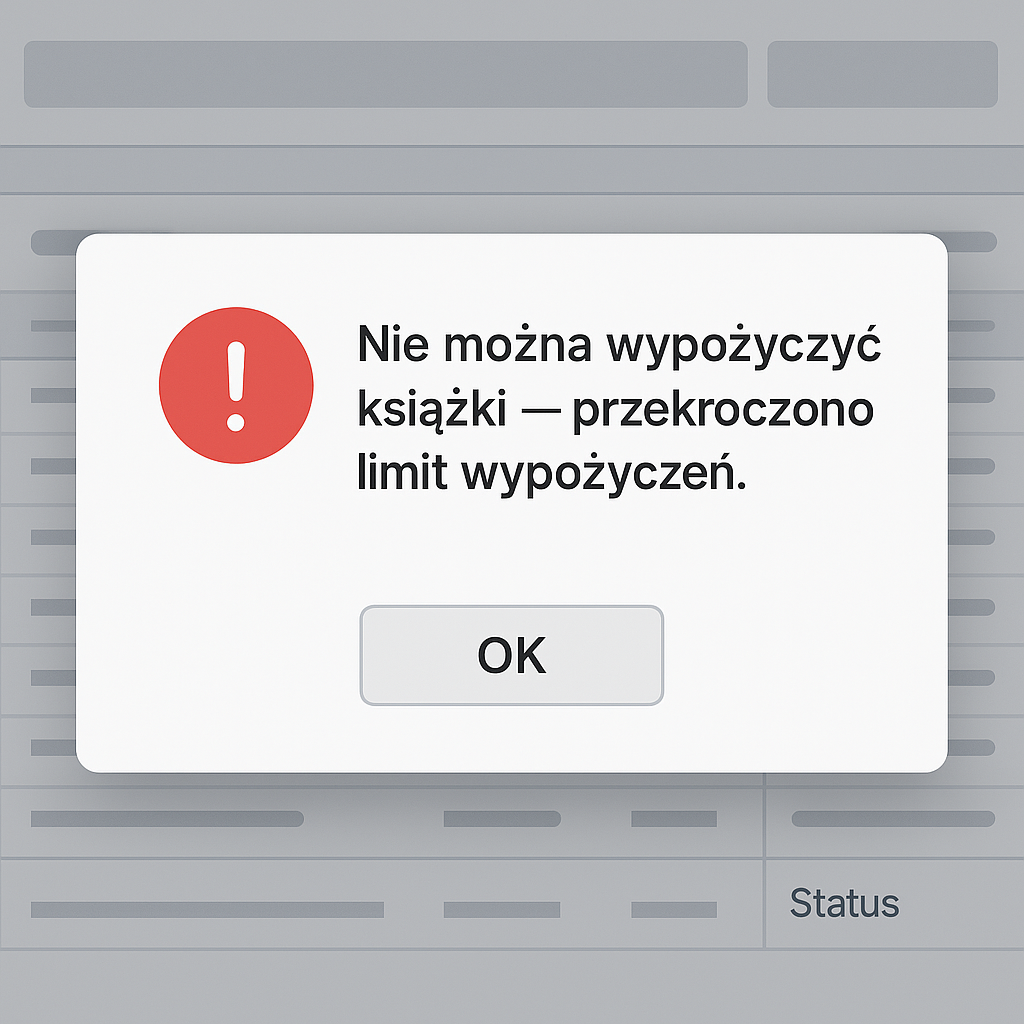 Nie można wypożyczyć
książki — przekroczono
limit wypożyczeń.
OK
Status